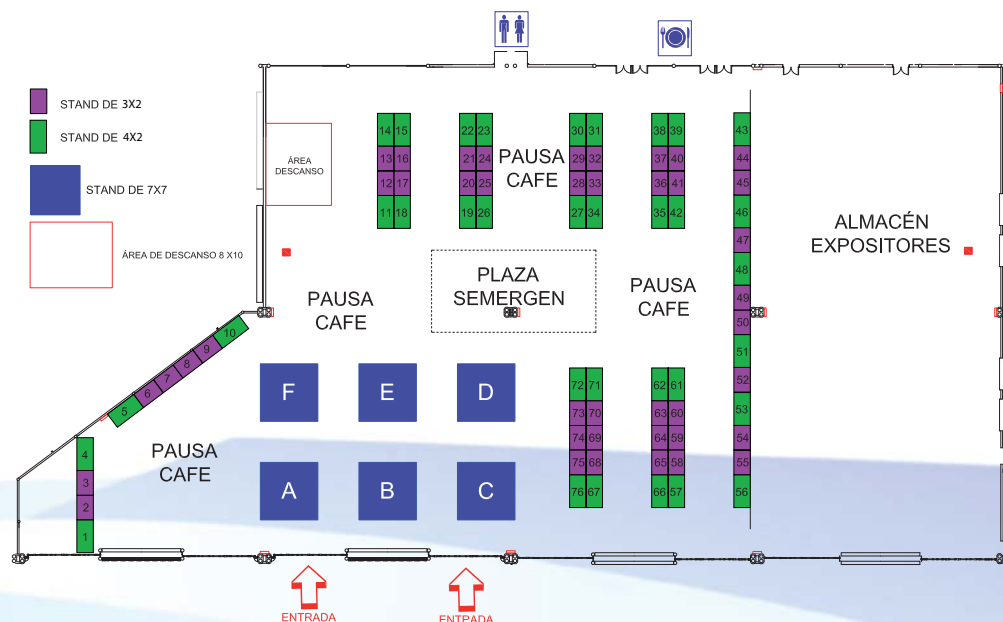 STAND DE 3X2
STAND DE 4X2
STAND DE 7X7
ÁREA DE DESCANSO 8 X10
ÁREA
DESCANSO
14 15
13 16
12 17
11 18
22 23
21 24
20 25
19 26
PAUSA
CAFE
30 31
29 32
28 33
27 34
38 39
37 40
36 41
35 42
43
44
45
46
47
48
49
50
51
52
53
54
55
56
ALMACÉN
EXPOSITORES
PLAZA
SEMERGEN
PAUSA
CAFE
PAUSA
CAFE
10
9
8
7
6
5
4
3
2
1
PAUSA
CAFE
F E D
A B C
72 71
73 70
74 69
75 68
76 67
62 61
63 60
64 59
65 58
66 57
ENTRADA
ENTPADA